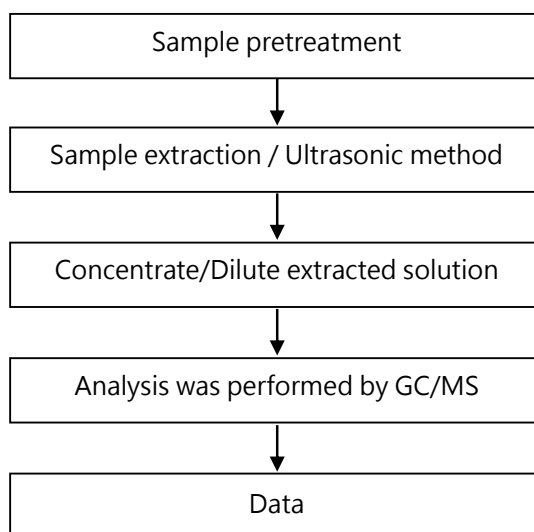 Sample pretreatment
Sample extraction / Ultrasonic method
Concentrate/Dilute extracted solution
Analysis was performed by GC/MS
Data